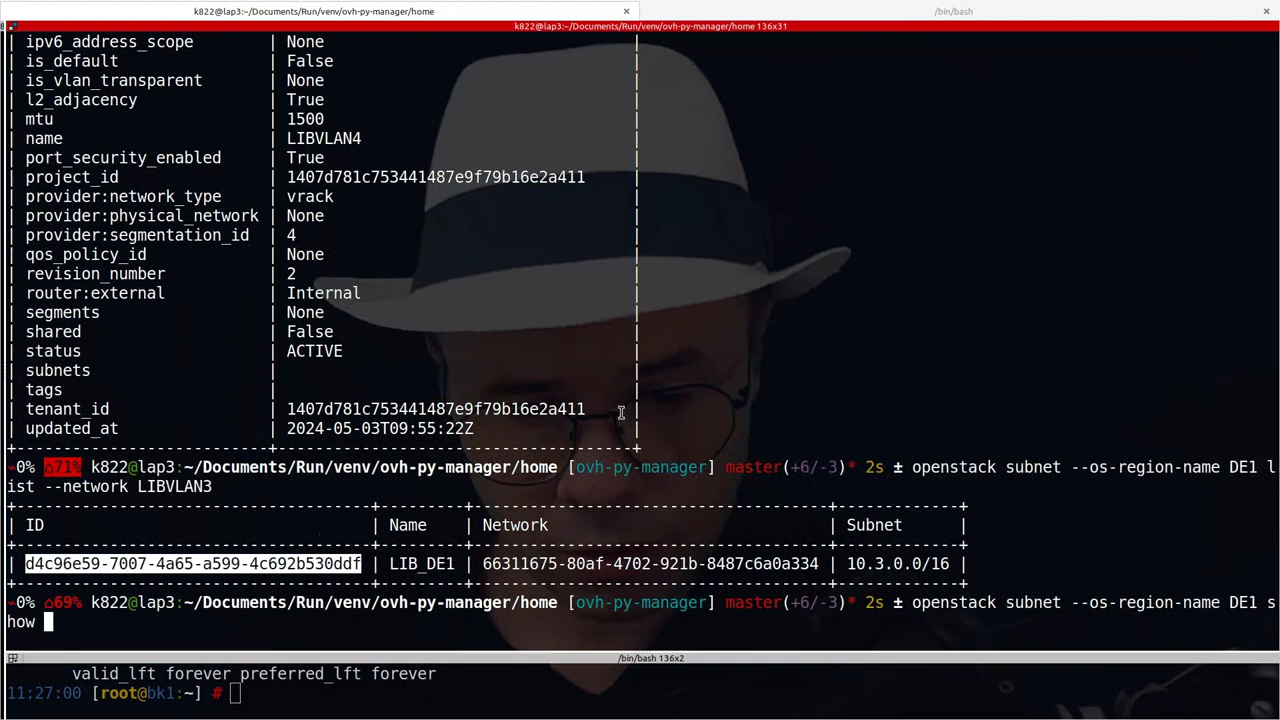 k822@lap3:~/Documents/Run/venv/ovh-py-manager/home × /bin/bash ×
k822@lap3:~/Documents/Run/venv/ovh-py-manager/home 136x31
| ipv6_address_scope | None |
| is_default | False |
| is_vlan_transparent | None |
| l2_adjacency | True |
| mtu | 1500 |
| name | LIBVLAN4 |
| port_security_enabled | True |
| project_id | 1407d781c753441487e9f79b16e2a411 |
| provider:network_type | vrack |
| provider:physical_network | None |
| provider:segmentation_id | 4 |
| qos_policy_id | None |
| revision_number | 2 |
| router:external | Internal |
| segments | None |
| shared | False |
| status | ACTIVE |
| subnets | |
| tags | |
| tenant_id | 1407d781c753441487e9f79b16e2a411 |
| updated_at | 2024-05-03T09:55:22Z |
+---------------------------+--------------------------------------+
⌁0% ⌂71% k822@lap3:~/Documents/Run/venv/ovh-py-manager/home [ovh-py-manager] master(+6/-3)* 2s ± openstack subnet --os-region-name DE1 l
ist --network LIBVLAN3
+--------------------------------------+---------+--------------------------------------+-------------+
| ID | Name | Network | Subnet |
+--------------------------------------+---------+--------------------------------------+-------------+
| d4c96e59-7007-4a65-a599-4c692b530ddf | LIB_DE1 | 66311675-80af-4702-921b-8487c6a0a334 | 10.3.0.0/16 |
+--------------------------------------+---------+--------------------------------------+-------------+
⌁0% ⌂69% k822@lap3:~/Documents/Run/venv/ovh-py-manager/home [ovh-py-manager] master(+6/-3)* 2s ± openstack subnet --os-region-name DE1 s
how
/bin/bash 136x2
valid_lft forever preferred_lft forever
11:27:00 [root@bk1:~] #